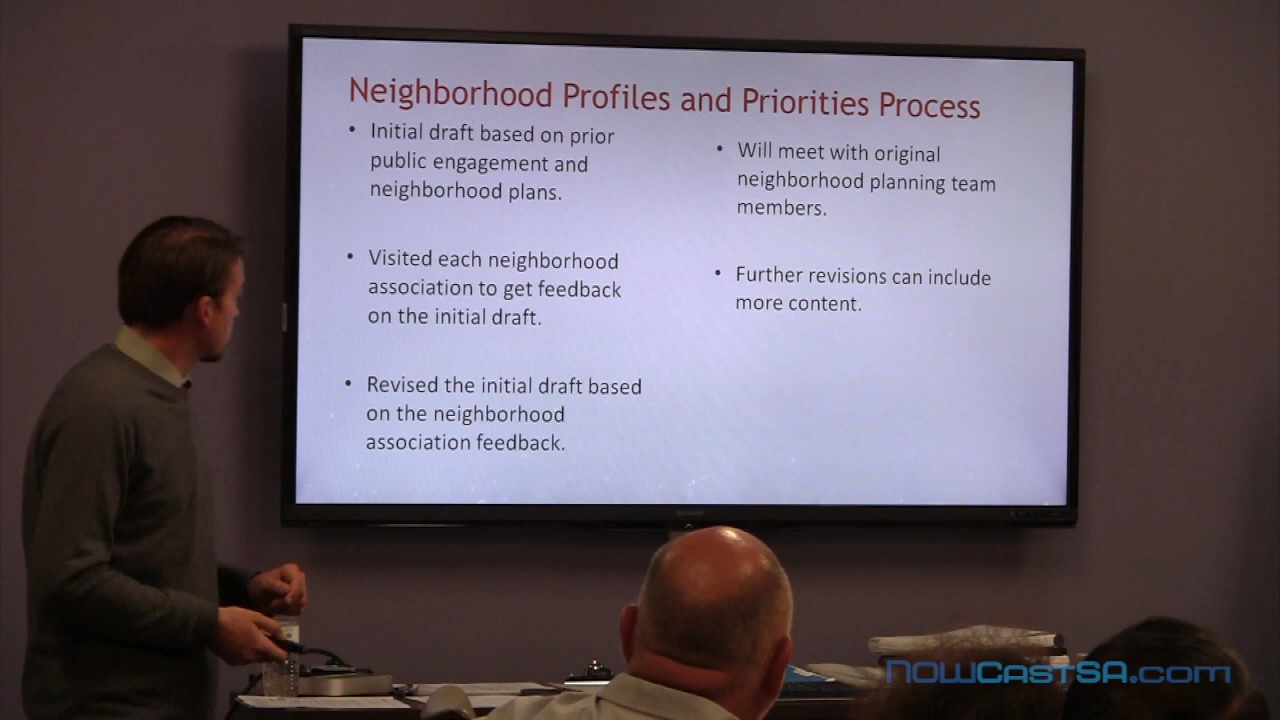 Neighborhood Profiles and Priorities Process
• Initial draft based on prior
public engagement and
neighborhood plans.
• Visited each neighborhood
association to get feedback
on the initial draft.
• Revised the initial draft based
on the neighborhood
association feedback.
• Will meet with original
neighborhood planning team
members.
• Further revisions can include
more content.
SHARP
NOWCastSA.com